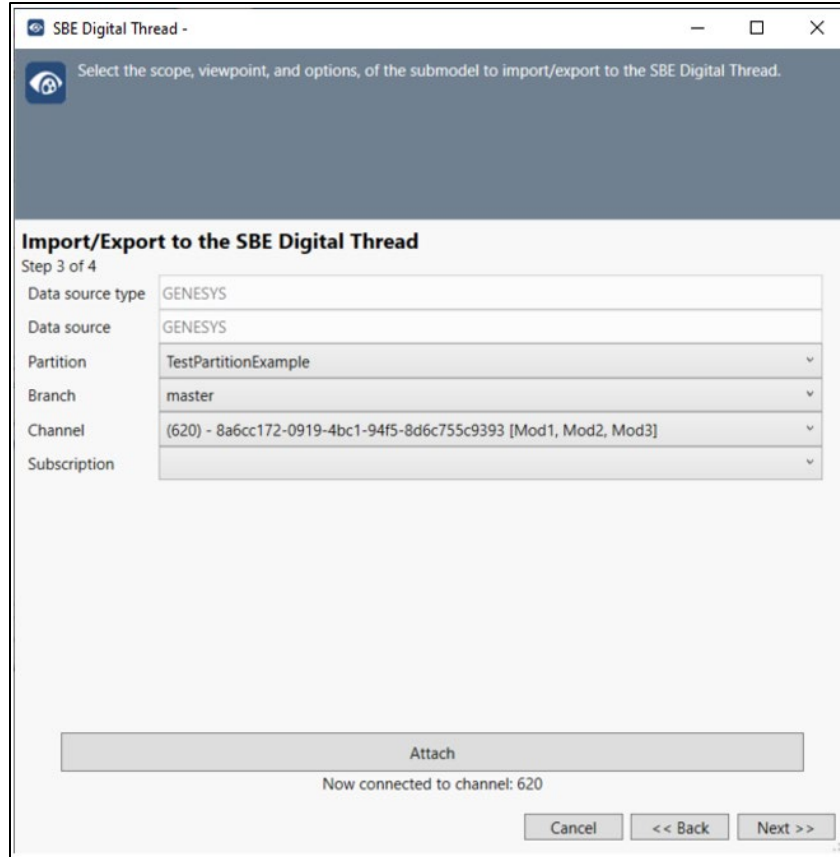 SBE Digital Thread -
Select the scope, viewpoint, and options, of the submodel to import/export to the SBE Digital Thread.
Import/Export to the SBE Digital Thread
Step 3 of 4
Data source type GENESYS
Data source GENESYS
Partition TestPartitionExample
Branch master
Channel (620) - 8a6cc172-0919-4bc1-94f5-8d6c755c9393 [Mod1, Mod2, Mod3]
Subscription
Attach
Now connected to channel: 620
Cancel << Back Next >>